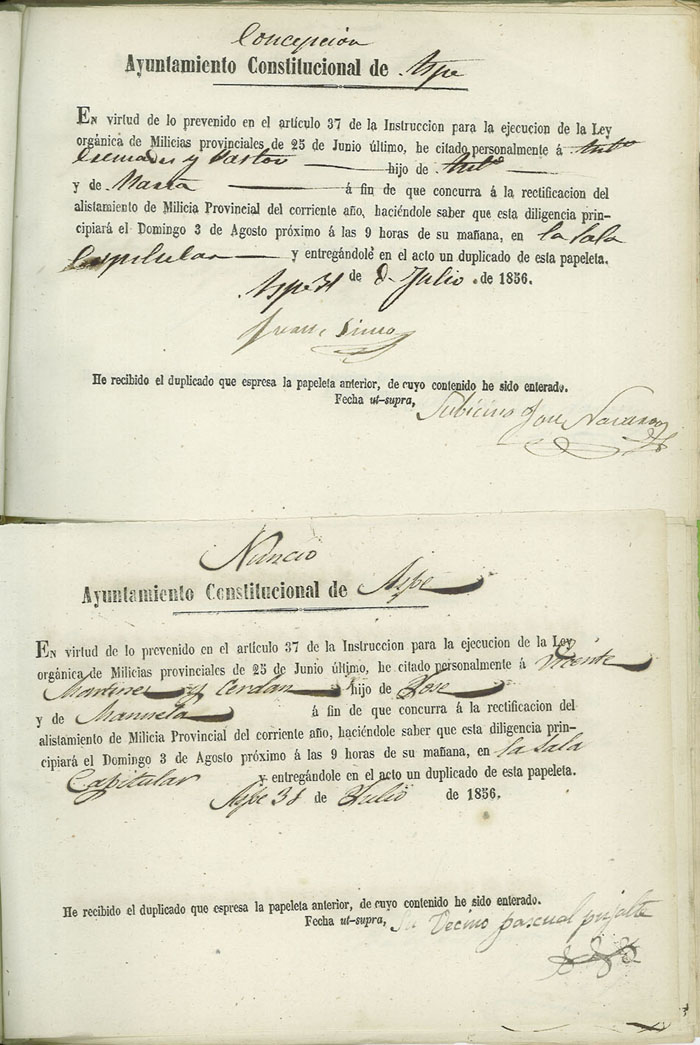 Concepción
Ayuntamiento Constitucional de Aspe
EN virtud de lo prevenido en el artículo 37 de la Instruccion para la ejecucion de la Ley
orgánica de Milicias provinciales de 25 de Junio último, he citado personalmente á Antº
y Pastor hijo de Antº
y de Maria á fin de que concurra á la rectificacion del
alistamiento de Milicia Provincial del corriente año, haciéndole saber que esta diligencia prin-
cipiará el Domingo 3 de Agosto próximo á las 9 horas de su mañana, en la Sala
Capitular y entregándole en el acto un duplicado de esta papeleta.
Aspe 31 de Julio de 1856.
He recibido el duplicado que espresa la papeleta anterior, de cuyo contenido he sido enterado.
Fecha ut-supra, Su Jose Navarro
Nuncio
Ayuntamiento Constitucional de Aspe
EN virtud de lo prevenido en el artículo 37 de la Instruccion para la ejecucion de la Ley
orgánica de Milicias provinciales de 25 de Junio último, he citado personalmente á Vicente
Martinez y Cerdan hijo de Jose
y de Manuela á fin de que concurra á la rectificacion del
alistamiento de Milicia Provincial del corriente año, haciéndole saber que esta diligencia prin-
cipiará el Domingo 3 de Agosto próximo á las 9 horas de su mañana, en la Sala
Capitular y entregándole en el acto un duplicado de esta papeleta.
Aspe 31 de Julio de 1856.
He recibido el duplicado que espresa la papeleta anterior, de cuyo contenido he sido enterado.
Fecha ut-supra, Su Vecino pascual